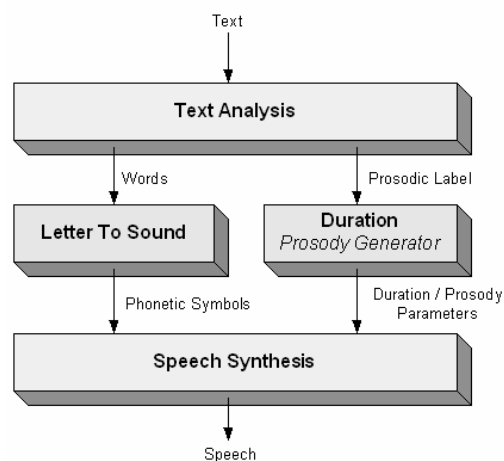 Text
Text Analysis
Words
Prosodic Label
Letter To Sound
Duration
Prosody Generator
Phonetic Symbols
Duration / Prosody
Parameters
Speech Synthesis
Speech